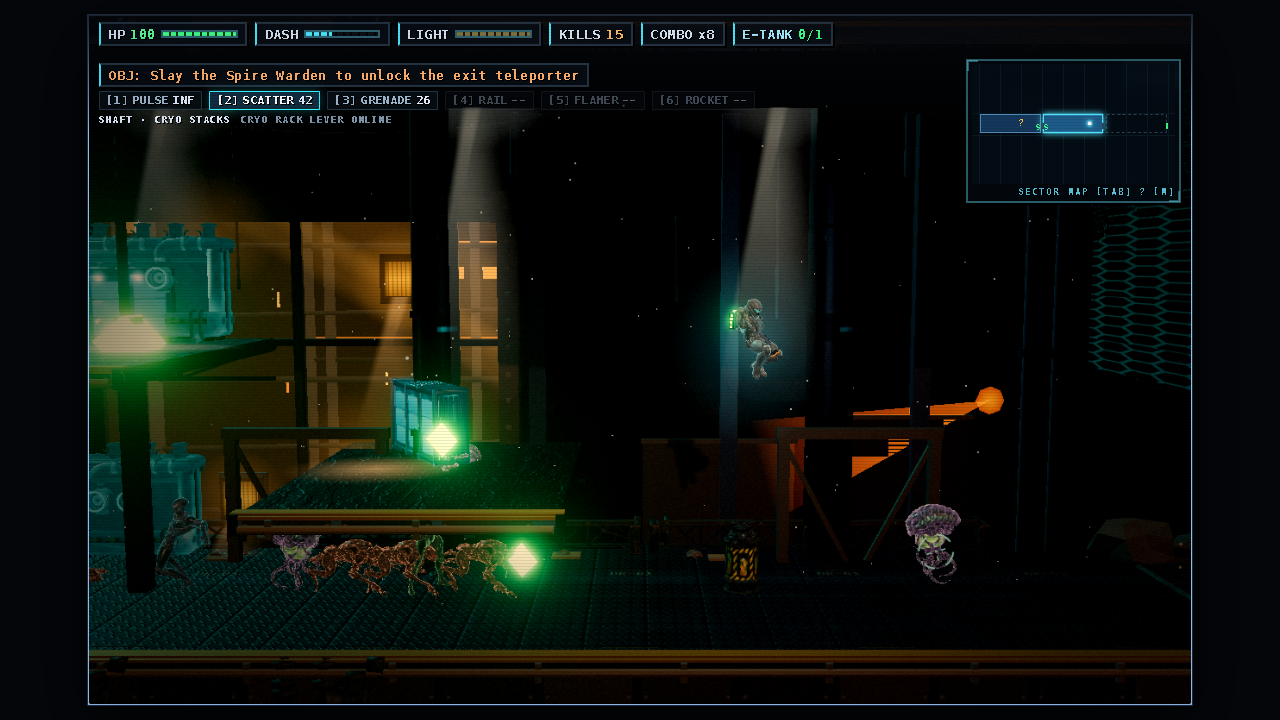 HP 100 DASH LIGHT KILLS 15 COMBO x8 E-TANK 0/1
OBJ: Slay the Spire Warden to unlock the exit teleporter
[1] PULSE INF [2] SCATTER 42 [3] GRENADE 26 [4] RAIL -- [5] FLAMER -- [6] ROCKET --
SHAFT · CRYO STACKS CRYO RACK LEVER ONLINE
?
S S
SECTOR MAP [TAB] ? [M]